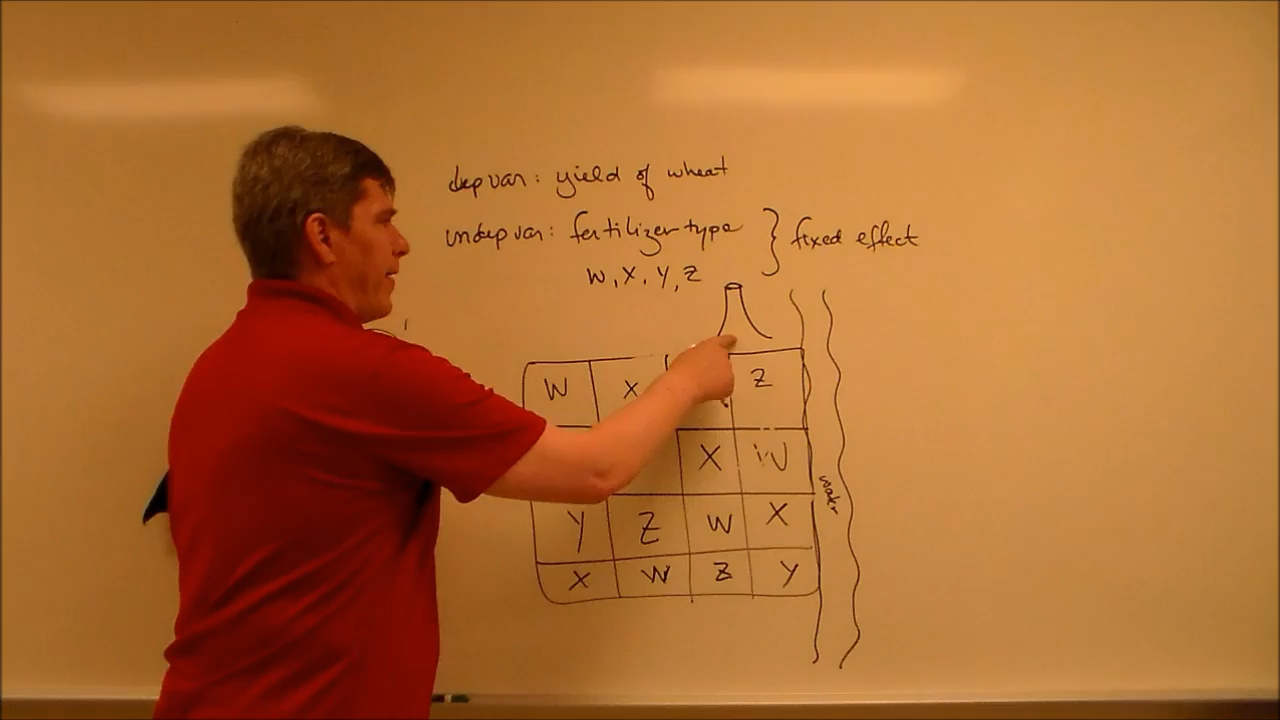 dep var: yield of wheat
indep var: fertilizer type } fixed effect
W, X, Y, Z
W X Z
X W
Y Z W X
X W Z Y
water